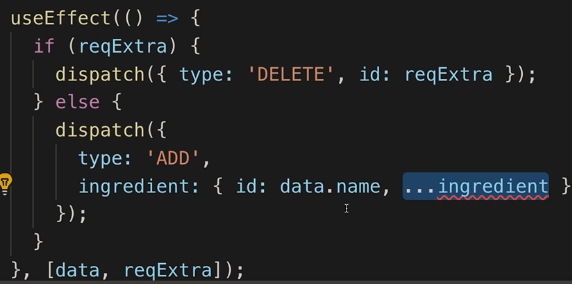 useEffect(() => {
if (reqExtra) {
dispatch({ type: 'DELETE', id: reqExtra });
} else {
dispatch({
type: 'ADD',
ingredient: { id: data.name, ...ingredient }
});
}
}, [data, reqExtra]);